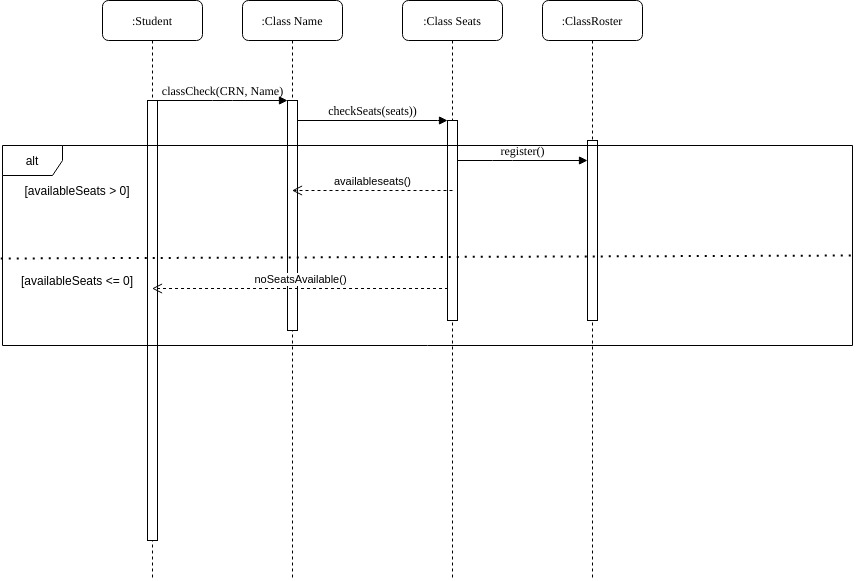 :Student
:Class Name
:Class Seats
:ClassRoster
classCheck(CRN, Name)
checkSeats(seats))
register()
alt
availableseats()
[availableSeats > 0]
noSeatsAvailable()
[availableSeats <= 0]